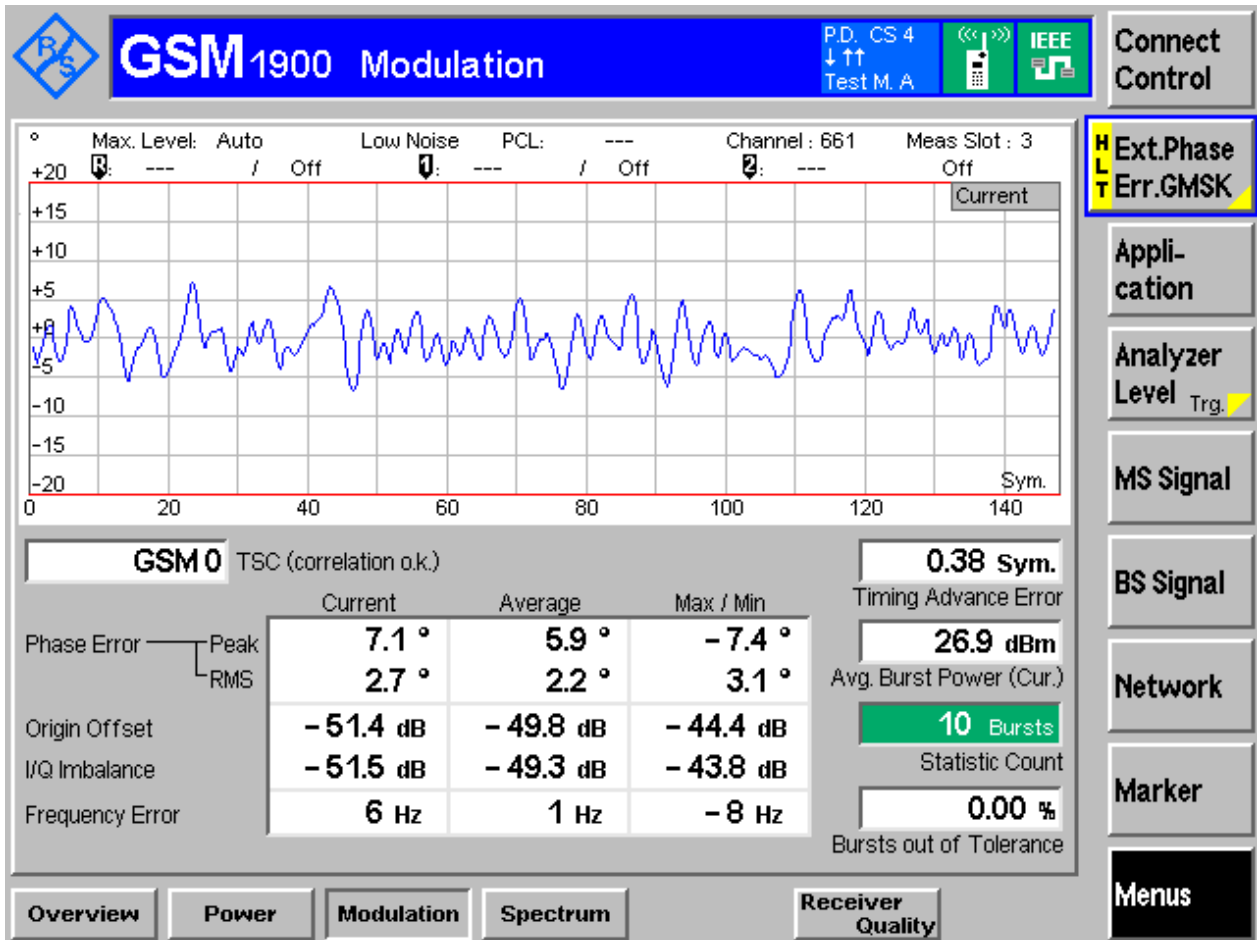 R/S
GSM 1900 Modulation
P.D. CS 4
↓ ↑↑
Test M. A
IEEE
Connect
Control
° Max. Level: Auto Low Noise PCL: --- Channel : 661 Meas Slot : 3
R: --- / Off 1: --- / Off 2: --- Off
Current
+20
+15
+10
+5
+0
-5
-10
-15
-20
Sym.
0 20 40 60 80 100 120 140
HLT
Ext.Phase
Err.GMSK
Appli-
cation
Analyzer
Level Trg.
MS Signal
BS Signal
Network
Marker
Menus
GSM 0 TSC (correlation o.k.)
Current Average Max / Min
Phase Error Peak 7.1 ° 5.9 ° – 7.4 °
RMS 2.7 ° 2.2 ° 3.1 °
Origin Offset – 51.4 dB – 49.8 dB – 44.4 dB
I/Q Imbalance – 51.5 dB – 49.3 dB – 43.8 dB
Frequency Error 6 Hz 1 Hz – 8 Hz
0.38 Sym.
Timing Advance Error
26.9 dBm
Avg. Burst Power (Cur.)
10 Bursts
Statistic Count
0.00 %
Bursts out of Tolerance
Overview Power Modulation Spectrum Receiver
Quality